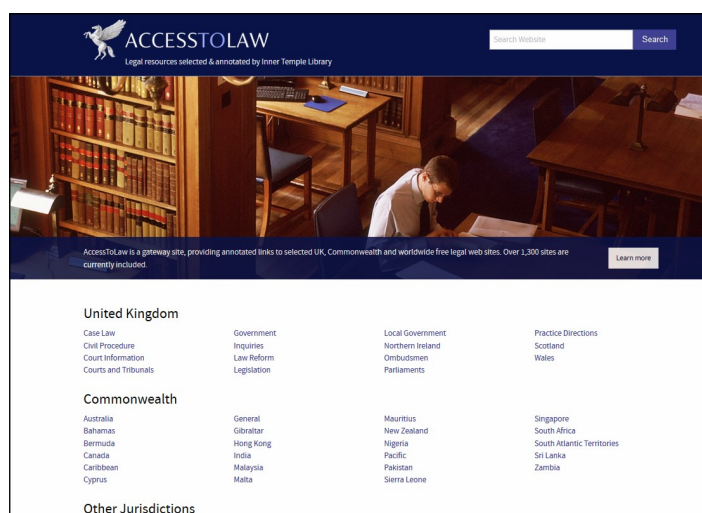 ACCESSTOLAW
Legal resources selected & annotated by Inner Temple Library
Search Website
Search
AccessToLaw is a gateway site, providing annotated links to selected UK, Commonwealth and worldwide free legal web sites. Over 1,300 sites are
currently included.
Learn more
United Kingdom
Case Law Government Local Government Practice Directions
Civil Procedure Inquiries Northern Ireland Scotland
Court Information Law Reform Ombudsmen Wales
Courts and Tribunals Legislation Parliaments
Commonwealth
Australia General Mauritius Singapore
Bahamas Gibraltar New Zealand South Africa
Bermuda Hong Kong Nigeria South Atlantic Territories
Canada India Pacific Sri Lanka
Caribbean Malaysia Pakistan Zambia
Cyprus Malta Sierra Leone
Other Jurisdictions